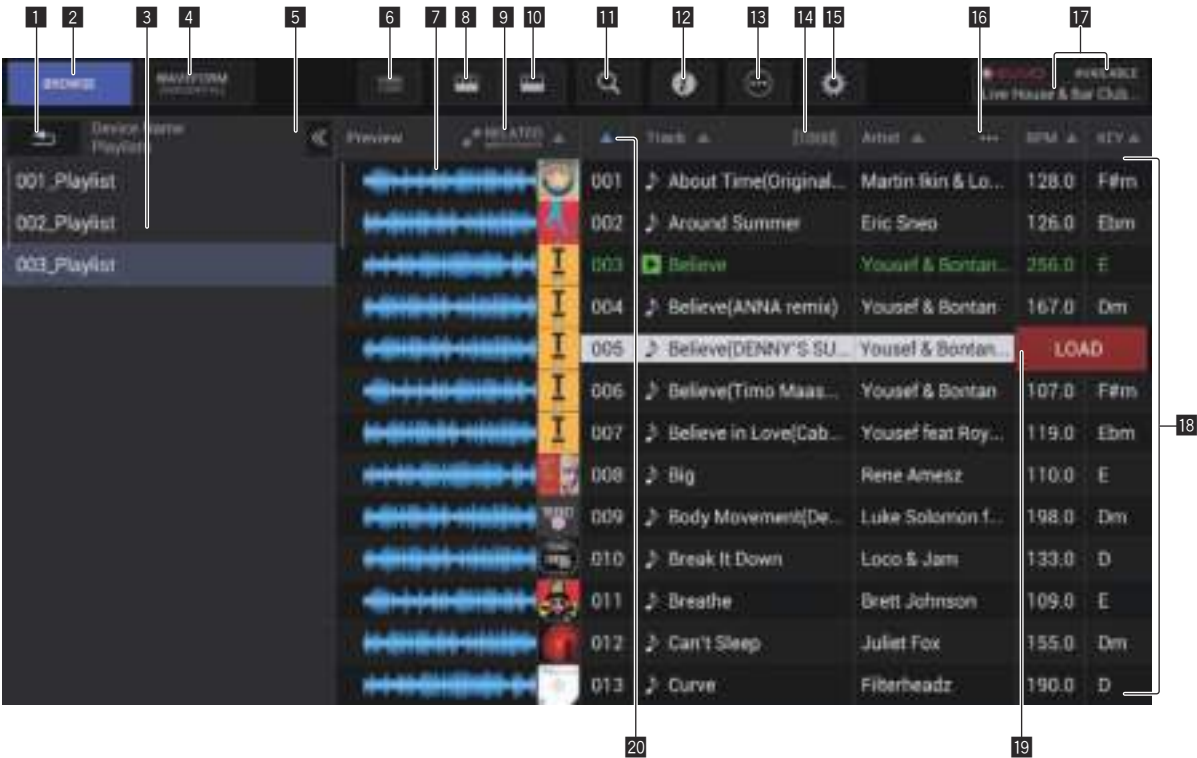 1 2 3 4 5 6 7 8 9 10 11 12 13 14 15 16 17
BROWSE WAVEFORM AVAILABLE
Live House & Bar Club...
Device Name
Playlists
Preview RELATED Track Artist BPM KEY
001_Playlist
002_Playlist
003_Playlist
001 About Time(Original... Martin Ikin & Lo... 128.0 F#m
002 Around Summer Eric Sneo 126.0 Ebm
003 Believe Yousef & Bontan... 256.0 E
004 Believe(ANNA remix) Yousef & Bontan 167.0 Dm
005 Believe(DENNY'S SU... Yousef & Bontan... LOAD
006 Believe(Timo Maas... Yousef & Bontan 107.0 F#m
007 Believe in Love(Cab... Yousef feat Roy... 119.0 Ebm
008 Big Rene Amesz 110.0 E
009 Body Movement(De... Luke Solomon f... 198.0 Dm
010 Break It Down Loco & Jam 133.0 D
011 Breathe Brett Johnson 109.0 E
012 Can't Sleep Juliet Fox 155.0 Dm
013 Curve Filterheadz 190.0 D
18
20 19